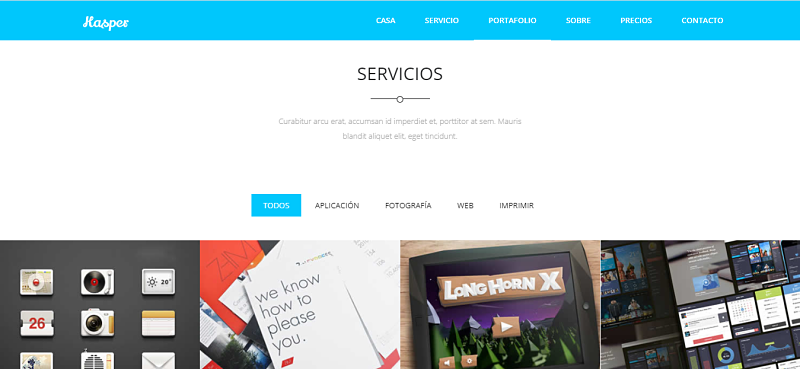 Hasper
CASA SERVICIO PORTAFOLIO SOBRE PRECIOS CONTACTO
SERVICIOS
Curabitur arcu erat, accumsan id imperdiet et, porttitor at sem. Mauris
blandit aliquet elit, eget tincidunt.
TODOS APLICACIÓN FOTOGRAFÍA WEB IMPRIMIR
20°
26
we know
how to
please
you.
LONG HORN X